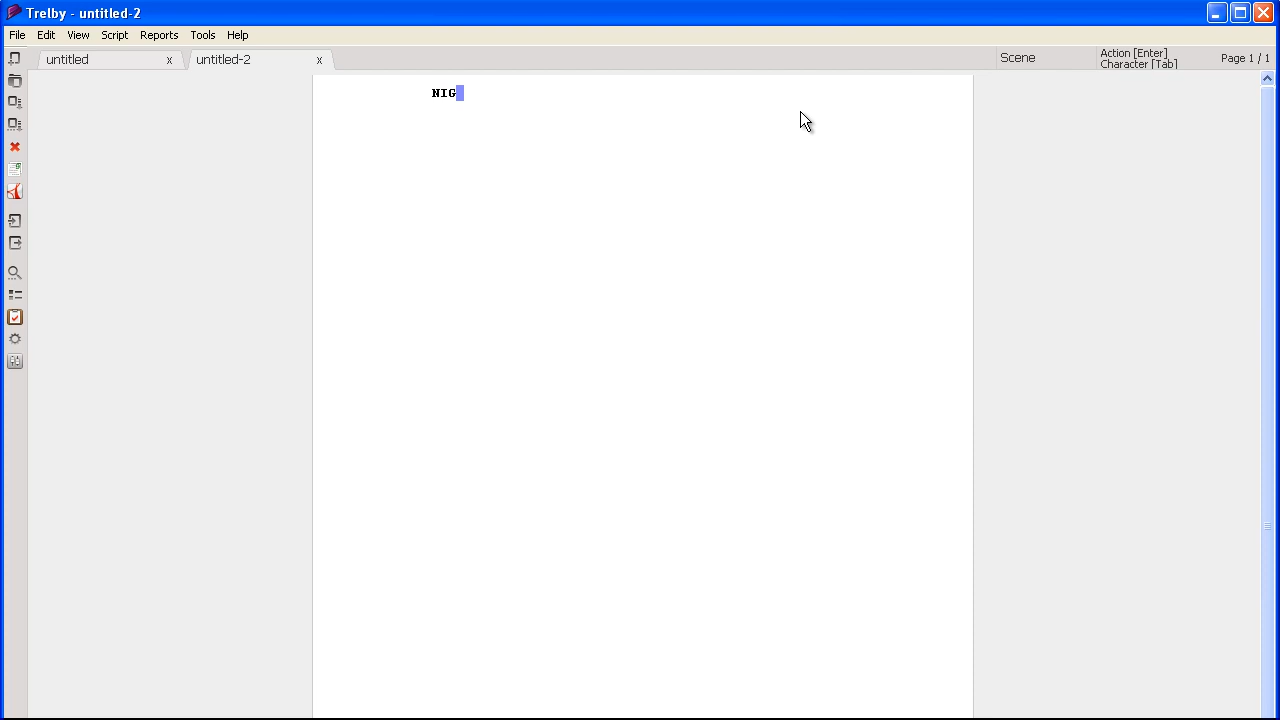 Trelby - untitled-2
File Edit View Script Reports Tools Help
untitled x untitled-2 x Scene Action [Enter] Page 1 / 1
Character [Tab]
NIG